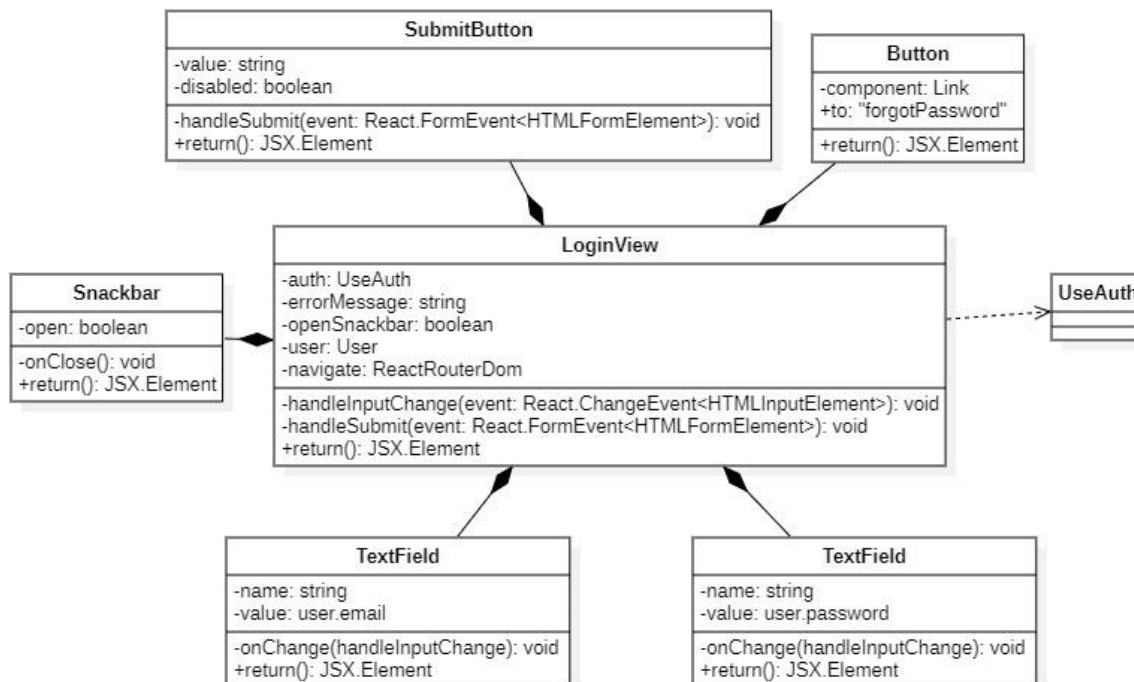 SubmitButton
-value: string
-disabled: boolean
-handleSubmit(event: React.FormEvent<HTMLFormElement>): void
+return(): JSX.Element
Button
-component: Link
+to: "forgotPassword"
+return(): JSX.Element
LoginView
-auth: UseAuth
-errorMessage: string
-openSnackbar: boolean
-user: User
-navigate: ReactRouterDom
-handleInputChange(event: React.ChangeEvent<HTMLInputElement>): void
-handleSubmit(event: React.FormEvent<HTMLFormElement>): void
+return(): JSX.Element
Snackbar
-open: boolean
-onClose(): void
+return(): JSX.Element
UseAuth
TextField
-name: string
-value: user.email
-onChange(handleInputChange): void
+return(): JSX.Element
TextField
-name: string
-value: user.password
-onChange(handleInputChange): void
+return(): JSX.Element